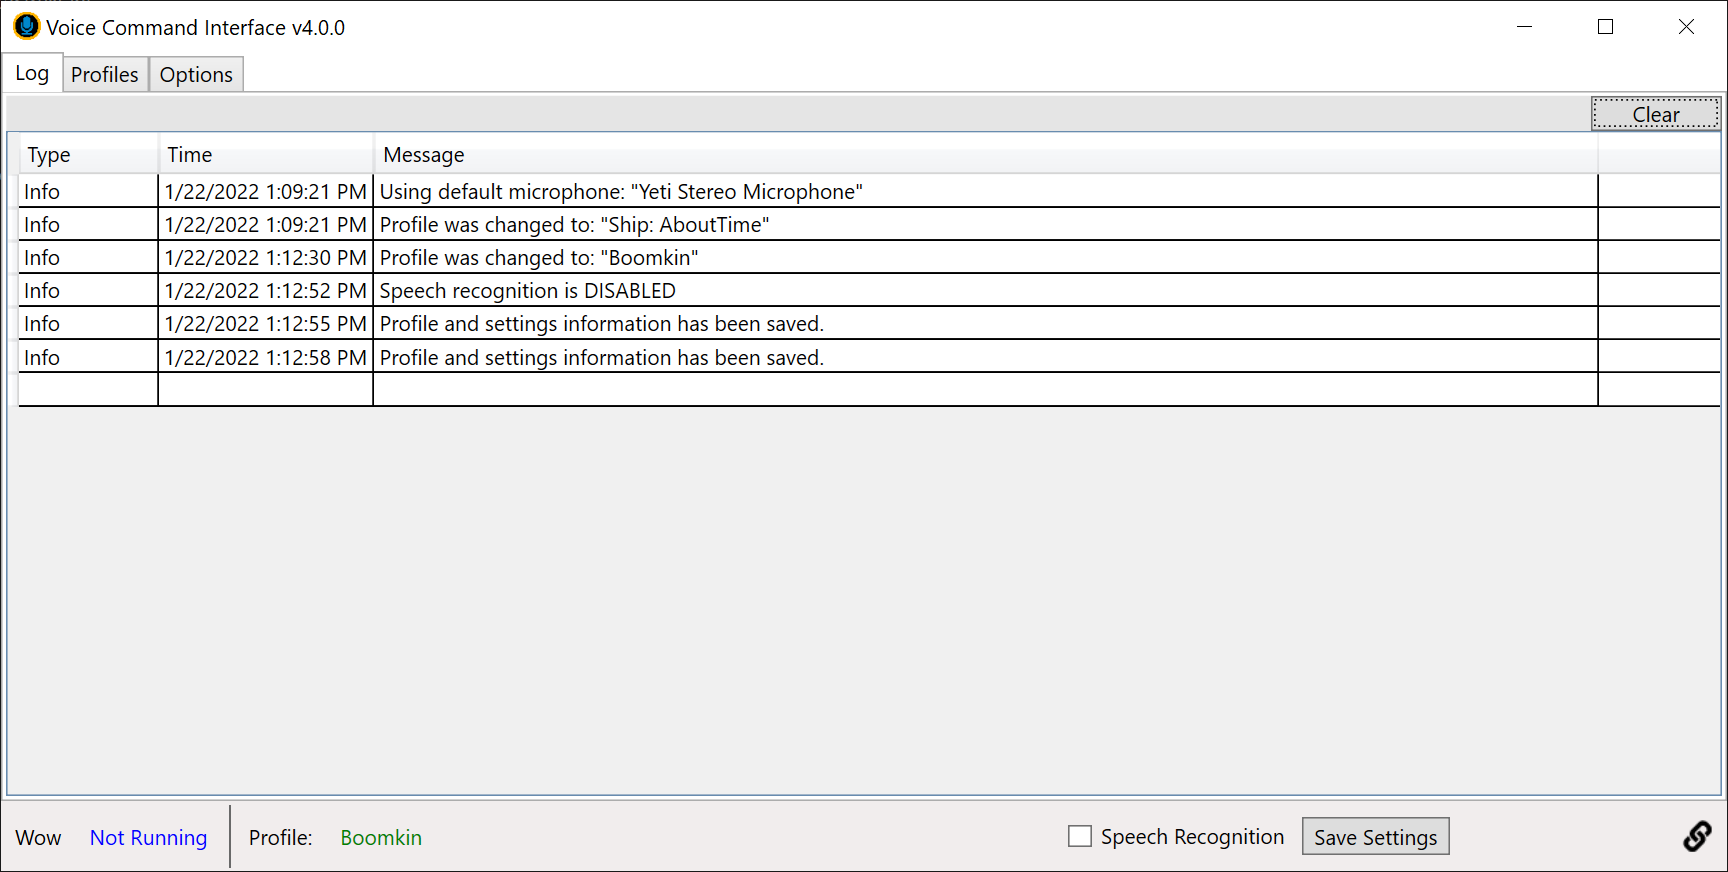 Voice Command Interface v4.0.0
Log Profiles Options
Clear
Type Time Message
Info 1/22/2022 1:09:21 PM Using default microphone: "Yeti Stereo Microphone"
Info 1/22/2022 1:09:21 PM Profile was changed to: "Ship: AboutTime"
Info 1/22/2022 1:12:30 PM Profile was changed to: "Boomkin"
Info 1/22/2022 1:12:52 PM Speech recognition is DISABLED
Info 1/22/2022 1:12:55 PM Profile and settings information has been saved.
Info 1/22/2022 1:12:58 PM Profile and settings information has been saved.
Wow Not Running Profile: Boomkin Speech Recognition Save Settings